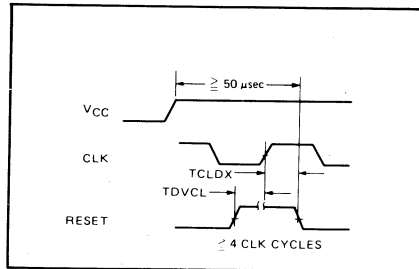 ≧ 50 μsec
VCC
CLK
TCLDX
TDVCL
RESET
≧ 4 CLK CYCLES